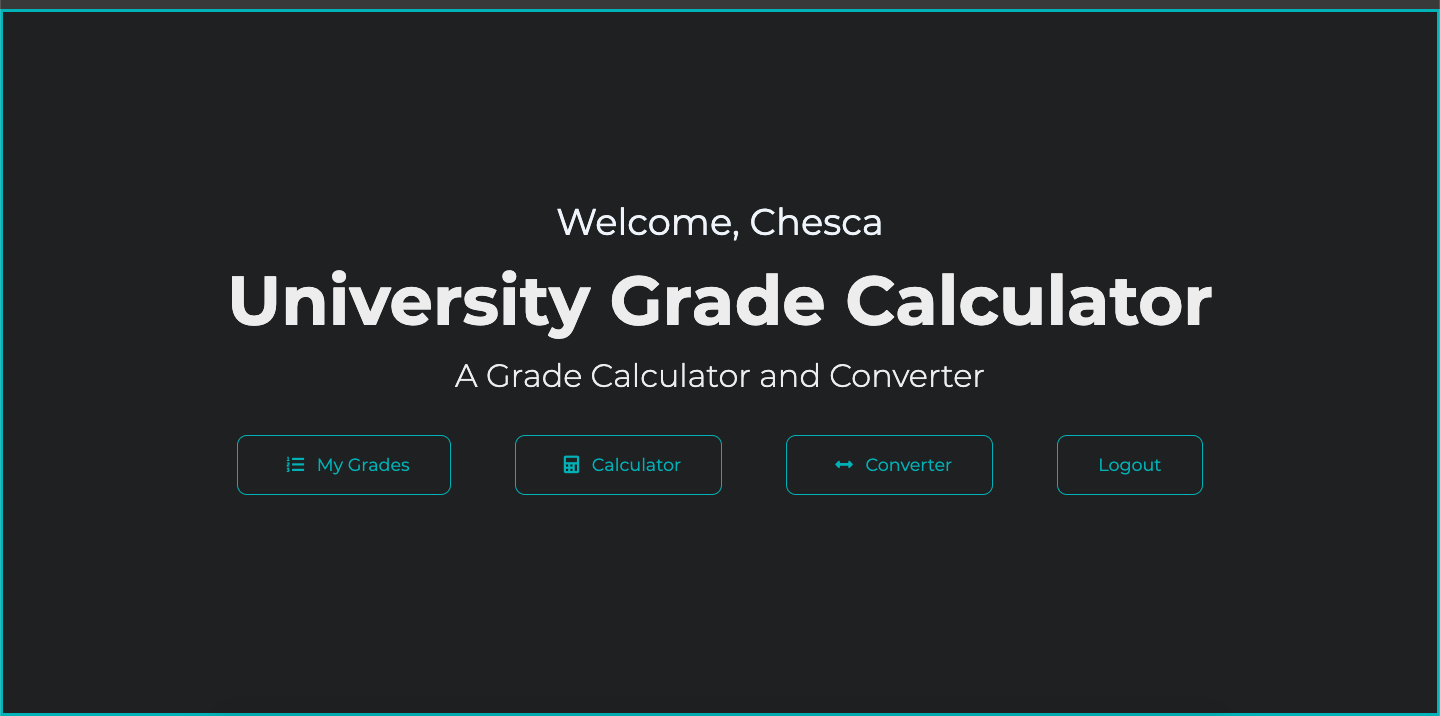 Welcome, Chesca
University Grade Calculator
A Grade Calculator and Converter
My Grades
Calculator
Converter
Logout